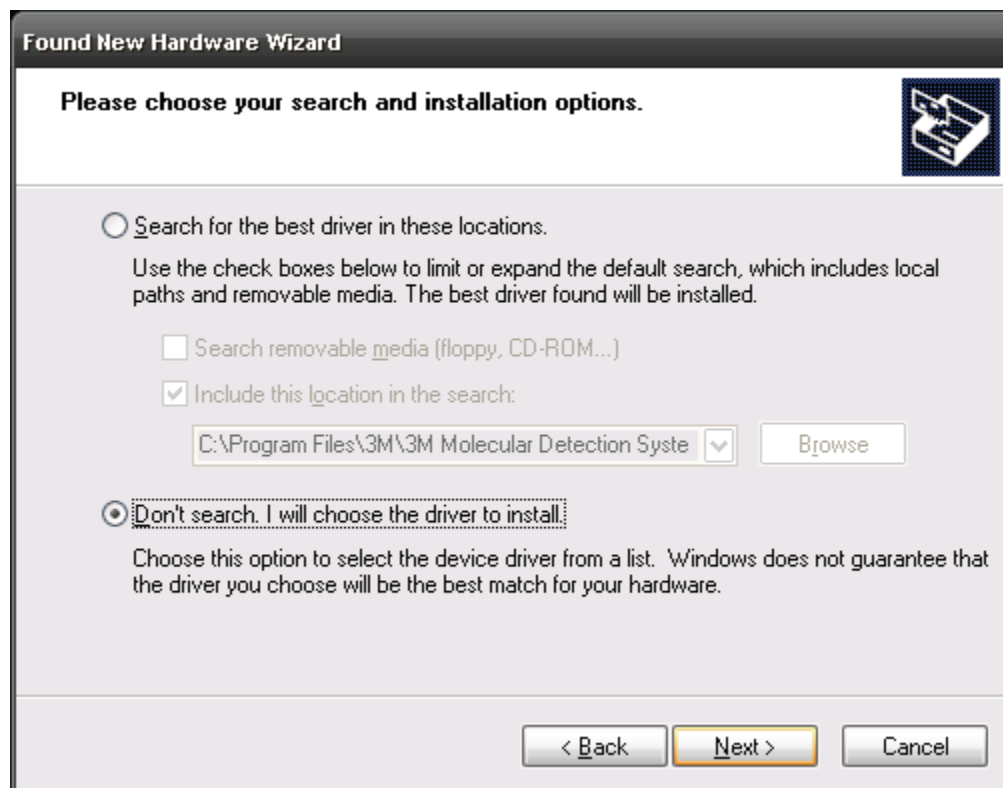 Found New Hardware Wizard
Please choose your search and installation options.
Search for the best driver in these locations.
Use the check boxes below to limit or expand the default search, which includes local
paths and removable media. The best driver found will be installed.
Search removable media (floppy, CD-ROM...)
Include this location in the search:
C:\Program Files\3M\3M Molecular Detection Syste
Browse
Don't search. I will choose the driver to install.
Choose this option to select the device driver from a list. Windows does not guarantee that
the driver you choose will be the best match for your hardware.
< Back
Next >
Cancel